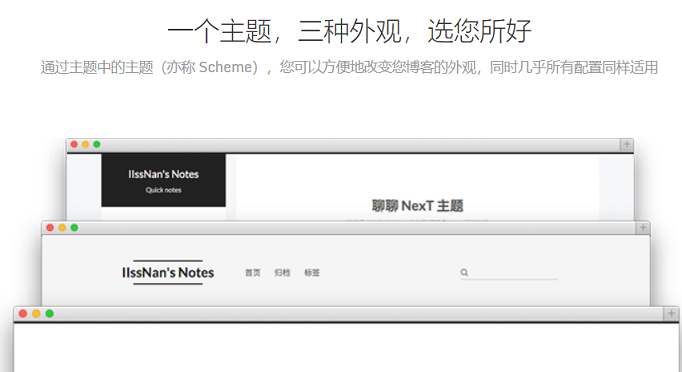 一个主题，三种外观，选您所好
通过主题中的主题（亦称 Scheme），您可以方便地改变您博客的外观，同时几乎所有配置同样适用
IIssNan's Notes
Quick notes
聊聊 NexT 主题
IIssNan's Notes
首页 归档 标签